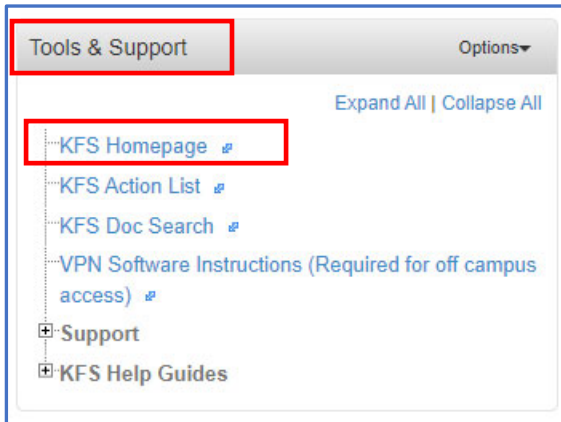 Tools & Support
Options
Expand All | Collapse All
KFS Homepage
KFS Action List
KFS Doc Search
VPN Software Instructions (Required for off campus
access)
Support
KFS Help Guides